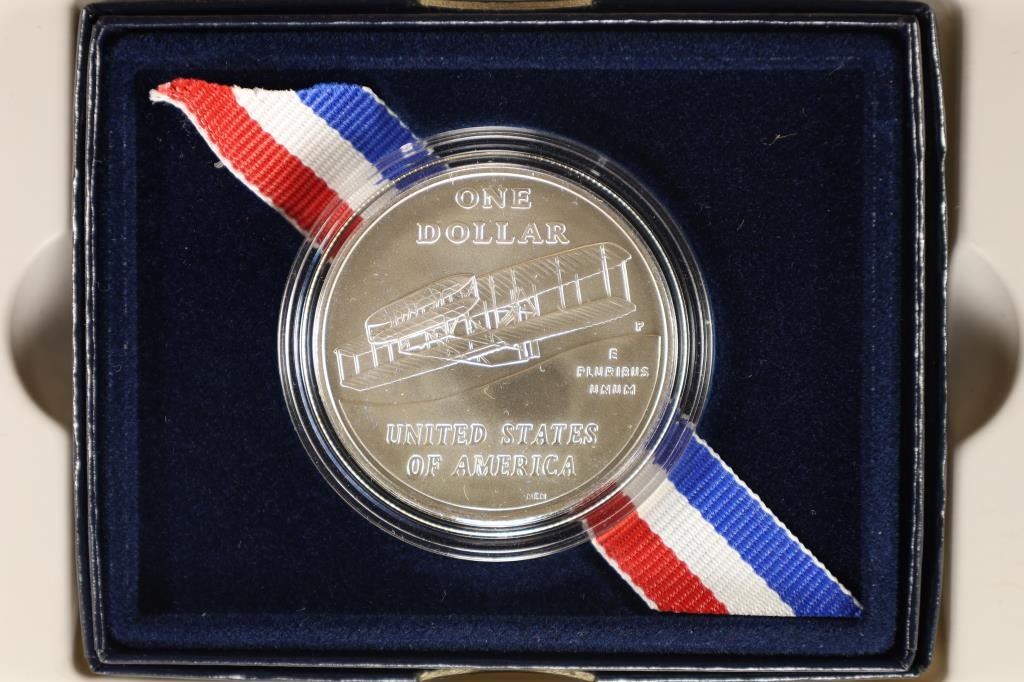 ONE
DOLLAR
P
E
PLURIBUS
UNUM
UNITED STATES
OF AMERICA